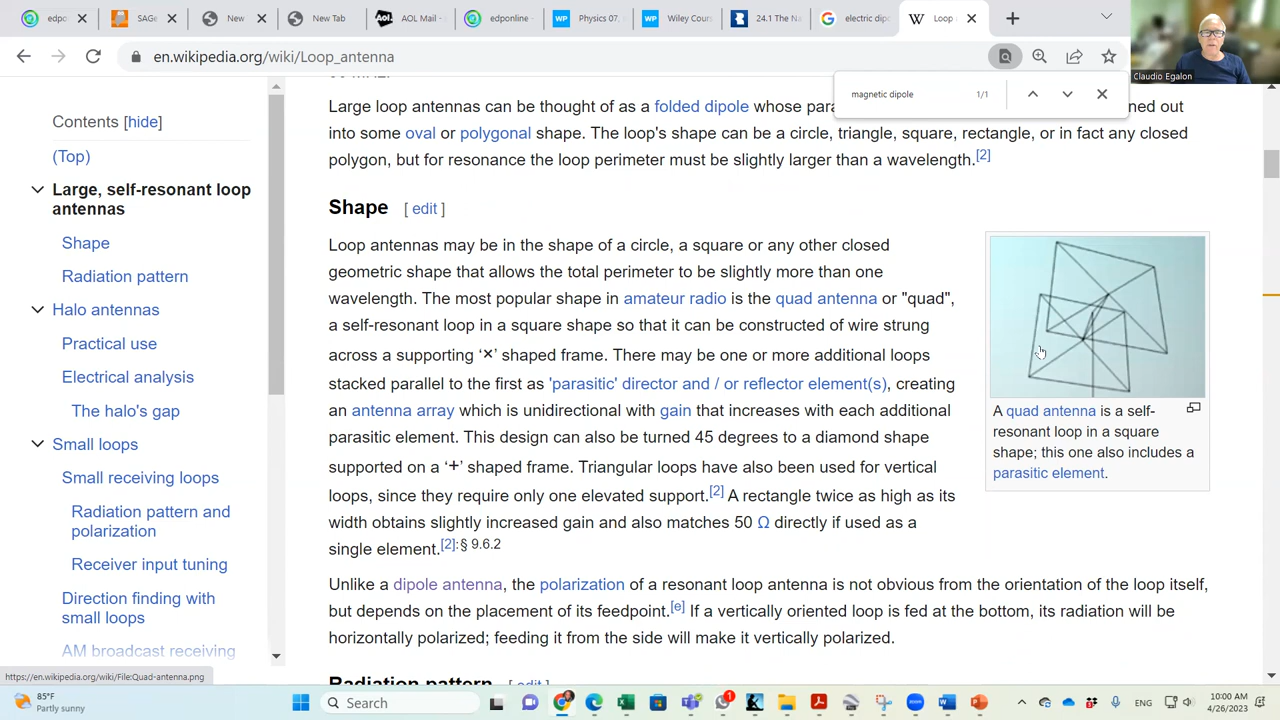 edpo
SAGe
New
New Tab
AOL Mail -
edponline -
Physics 07,
Wiley Cour
24.1 The Na
electric dip
Loop
en.wikipedia.org/wiki/Loop_antenna
Claudio Egalon
magnetic dipole 1/1
Contents [hide]
(Top)
Large, self-resonant loop
antennas
Shape
Radiation pattern
Halo antennas
Practical use
Electrical analysis
The halo's gap
Small loops
Small receiving loops
Radiation pattern and
polarization
Receiver input tuning
Direction finding with
small loops
AM broadcast receiving
Large loop antennas can be thought of as a folded dipole whose para ned out
into some oval or polygonal shape. The loop's shape can be a circle, triangle, square, rectangle, or in fact any closed
polygon, but for resonance the loop perimeter must be slightly larger than a wavelength.[2]
Shape [ edit ]
Loop antennas may be in the shape of a circle, a square or any other closed
geometric shape that allows the total perimeter to be slightly more than one
wavelength. The most popular shape in amateur radio is the quad antenna or "quad",
a self-resonant loop in a square shape so that it can be constructed of wire strung
across a supporting ‘×’ shaped frame. There may be one or more additional loops
stacked parallel to the first as 'parasitic' director and / or reflector element(s), creating
an antenna array which is unidirectional with gain that increases with each additional
parasitic element. This design can also be turned 45 degrees to a diamond shape
supported on a ‘+’ shaped frame. Triangular loops have also been used for vertical
loops, since they require only one elevated support.[2] A rectangle twice as high as its
width obtains slightly increased gain and also matches 50 Ω directly if used as a
single element.[2]:§ 9.6.2
A quad antenna is a self-
resonant loop in a square
shape; this one also includes a
parasitic element.
Unlike a dipole antenna, the polarization of a resonant loop antenna is not obvious from the orientation of the loop itself,
but depends on the placement of its feedpoint.[e] If a vertically oriented loop is fed at the bottom, its radiation will be
horizontally polarized; feeding it from the side will make it vertically polarized.
Radiation pattern [ edit ]
https://en.wikipedia.org/wiki/File:Quad-antenna.png
85°F
Partly sunny
Search
1
ENG
10:00 AM
4/26/2023